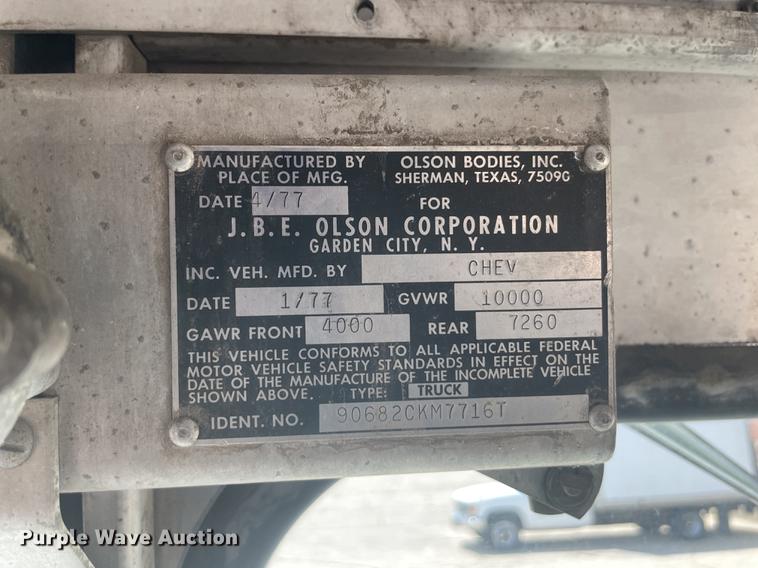 MANUFACTURED BY OLSON BODIES, INC.
PLACE OF MFG. SHERMAN, TEXAS, 75090
DATE 4/77 FOR
J.B.E. OLSON CORPORATION
GARDEN CITY, N. Y.
INC. VEH. MFD. BY CHEV
DATE 1/77 GVWR 10000
GAWR FRONT 4000 REAR 7260
THIS VEHICLE CONFORMS TO ALL APPLICABLE FEDERAL
MOTOR VEHICLE SAFETY STANDARDS IN EFFECT ON THE
DATE OF THE MANUFACTURE OF THE INCOMPLETE VEHICLE
SHOWN ABOVE. TYPE: TRUCK
IDENT. NO. 90682CKM7716T
Purple Wave Auction